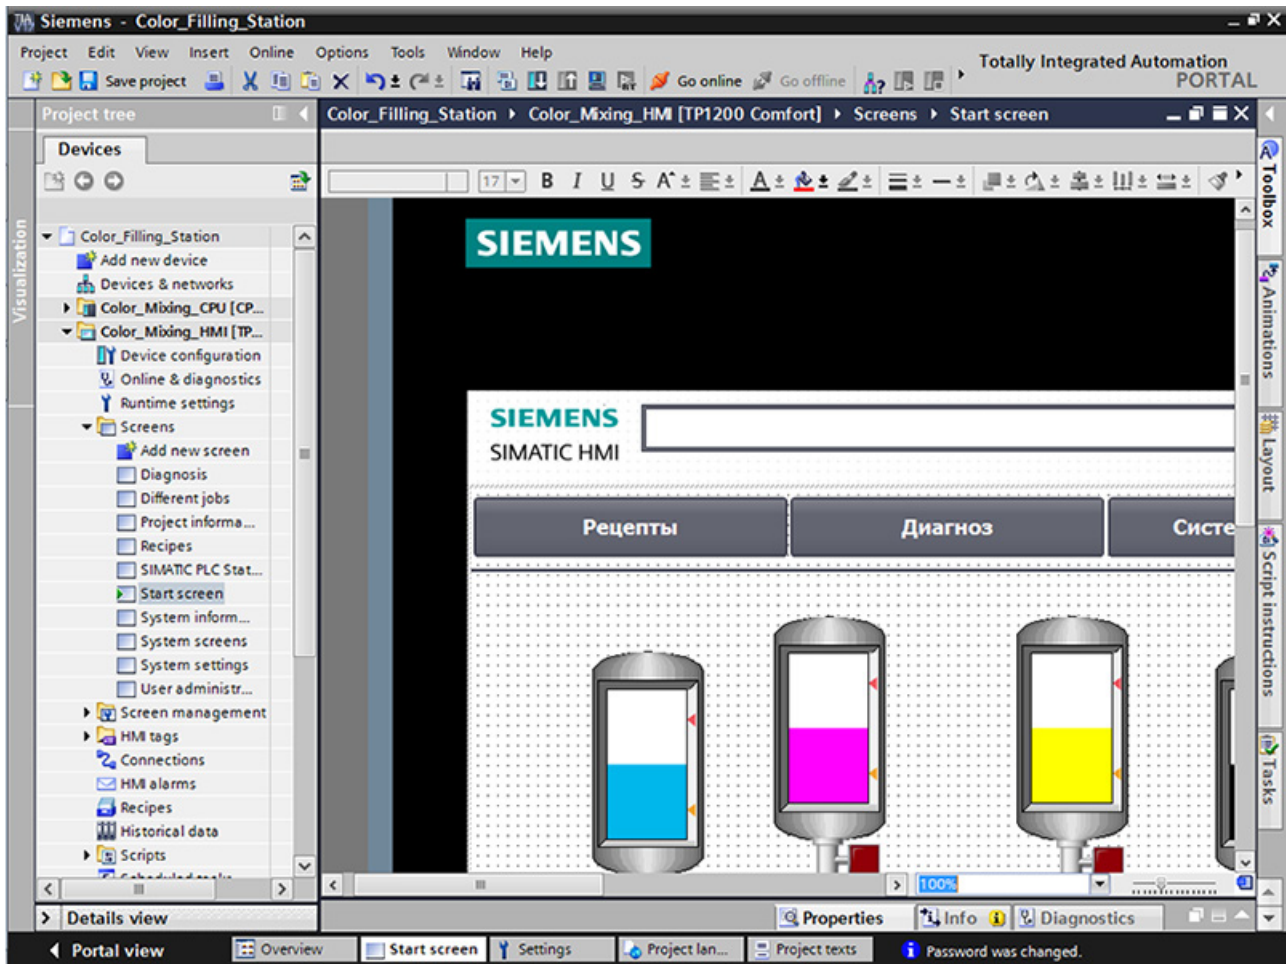 Siemens - Color_Filling_Station
Project Edit View Insert Online Options Tools Window Help
Totally Integrated Automation
PORTAL
Save project
Go online
Go offline
Project tree
Color_Filling_Station
Color_Mixing_HMI [TP1200 Comfort]
Screens
Start screen
Devices
17
B I U S A
Visualization
Color_Filling_Station
Add new device
Devices & networks
Color_Mixing_CPU [CP...
Color_Mixing_HMI [TP...
Device configuration
Online & diagnostics
Runtime settings
Screens
Add new screen
Diagnosis
Different jobs
Project informa...
Recipes
SIMATIC PLC Stat...
Start screen
System inform...
System screens
System settings
User administr...
Screen management
HMI tags
Connections
HMI alarms
Recipes
Historical data
Scripts
Details view
SIEMENS
SIEMENS
SIMATIC HMI
Рецепты
Диагноз
Систе
100%
Toolbox
Animations
Layout
Script instructions
Tasks
Properties
Info
Diagnostics
Portal view
Overview
Start screen
Settings
Project lan...
Project texts
Password was changed.